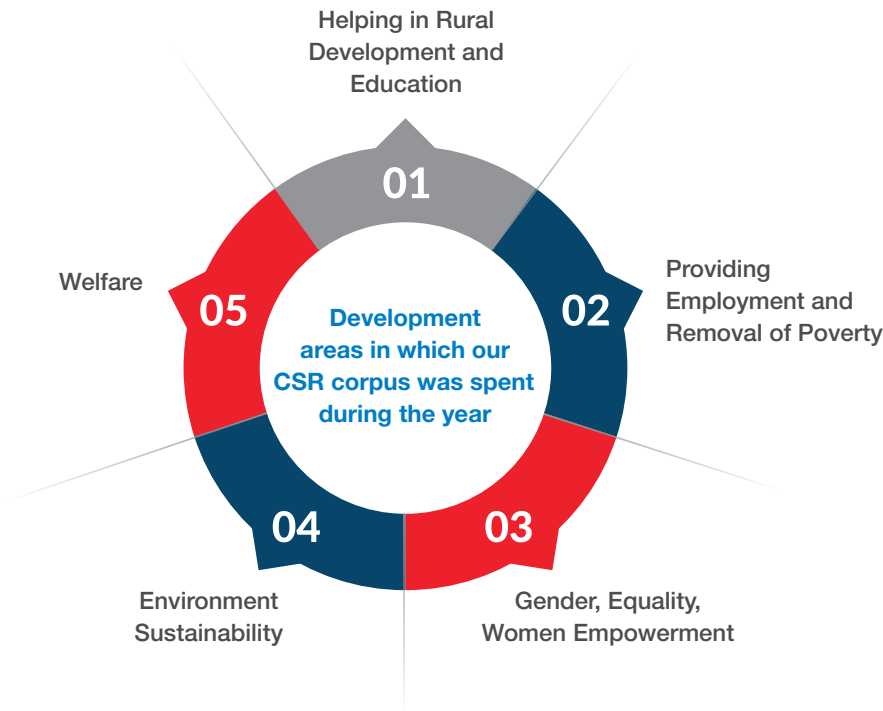 Helping in Rural
Development and
Education
01
02
Providing
Employment and
Removal of Poverty
03
Gender, Equality,
Women Empowerment
04
Environment
Sustainability
05
Welfare
Development
areas in which our
CSR corpus was spent
during the year